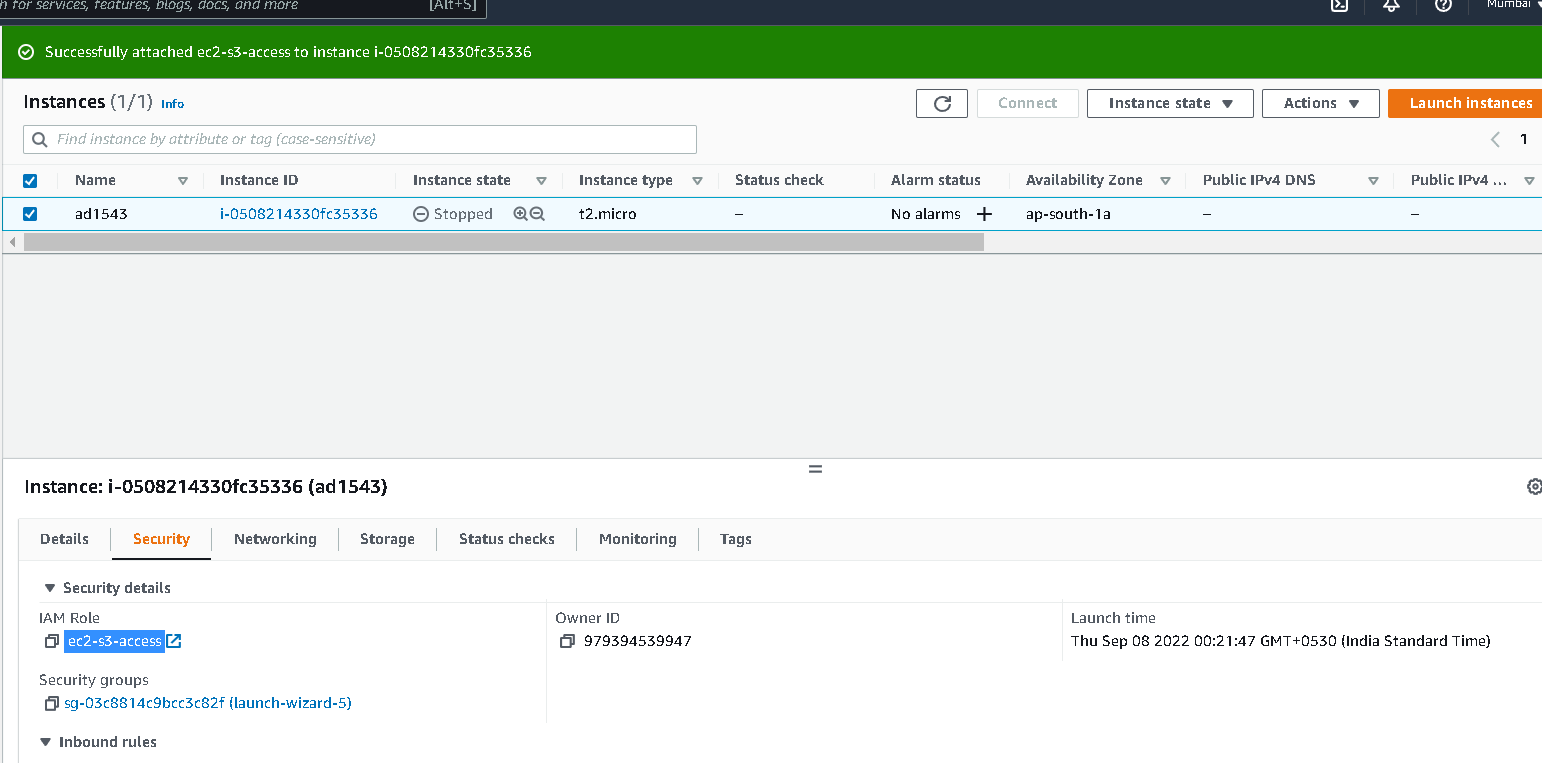 h for services, features, blogs, docs, and more [Alt+S] Mumbai
Successfully attached ec2-s3-access to instance i-0508214330fc35336
Instances (1/1) Info Connect Instance state Actions Launch instances
Find instance by attribute or tag (case-sensitive) 1
Name Instance ID Instance state Instance type Status check Alarm status Availability Zone Public IPv4 DNS Public IPv4 ...
ad1543 i-0508214330fc35336 Stopped t2.micro – No alarms + ap-south-1a – –
Instance: i-0508214330fc35336 (ad1543)
Details Security Networking Storage Status checks Monitoring Tags
Security details
IAM Role Owner ID Launch time
ec2-s3-access 979394539947 Thu Sep 08 2022 00:21:47 GMT+0530 (India Standard Time)
Security groups
sg-03c8814c9bcc3c82f (launch-wizard-5)
Inbound rules